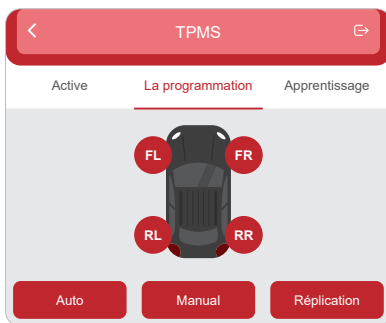 TPMS
Active La programmation Apprentissage
FL FR
RL RR
Auto Manual Réplication